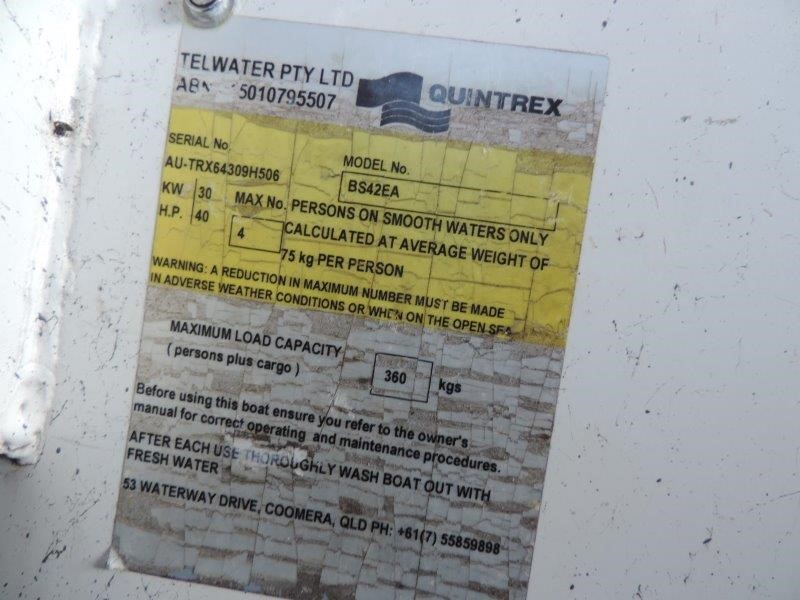 TELWATER PTY LTD
QUINTREX
ABN 5010795507
SERIAL No.
AU-TRX64309H506
MODEL No.
BS42EA
KW 30
H.P. 40
MAX No. PERSONS ON SMOOTH WATERS ONLY
4 CALCULATED AT AVERAGE WEIGHT OF
75 kg PER PERSON
WARNING: A REDUCTION IN MAXIMUM NUMBER MUST BE MADE
IN ADVERSE WEATHER CONDITIONS OR WHEN ON THE OPEN SEA
MAXIMUM LOAD CAPACITY
( persons plus cargo )
360 kgs
Before using this boat ensure you refer to the owner's
manual for correct operating and maintenance procedures.
AFTER EACH USE THOROUGHLY WASH BOAT OUT WITH
FRESH WATER
53 WATERWAY DRIVE, COOMERA, QLD PH: +61(7) 55859898